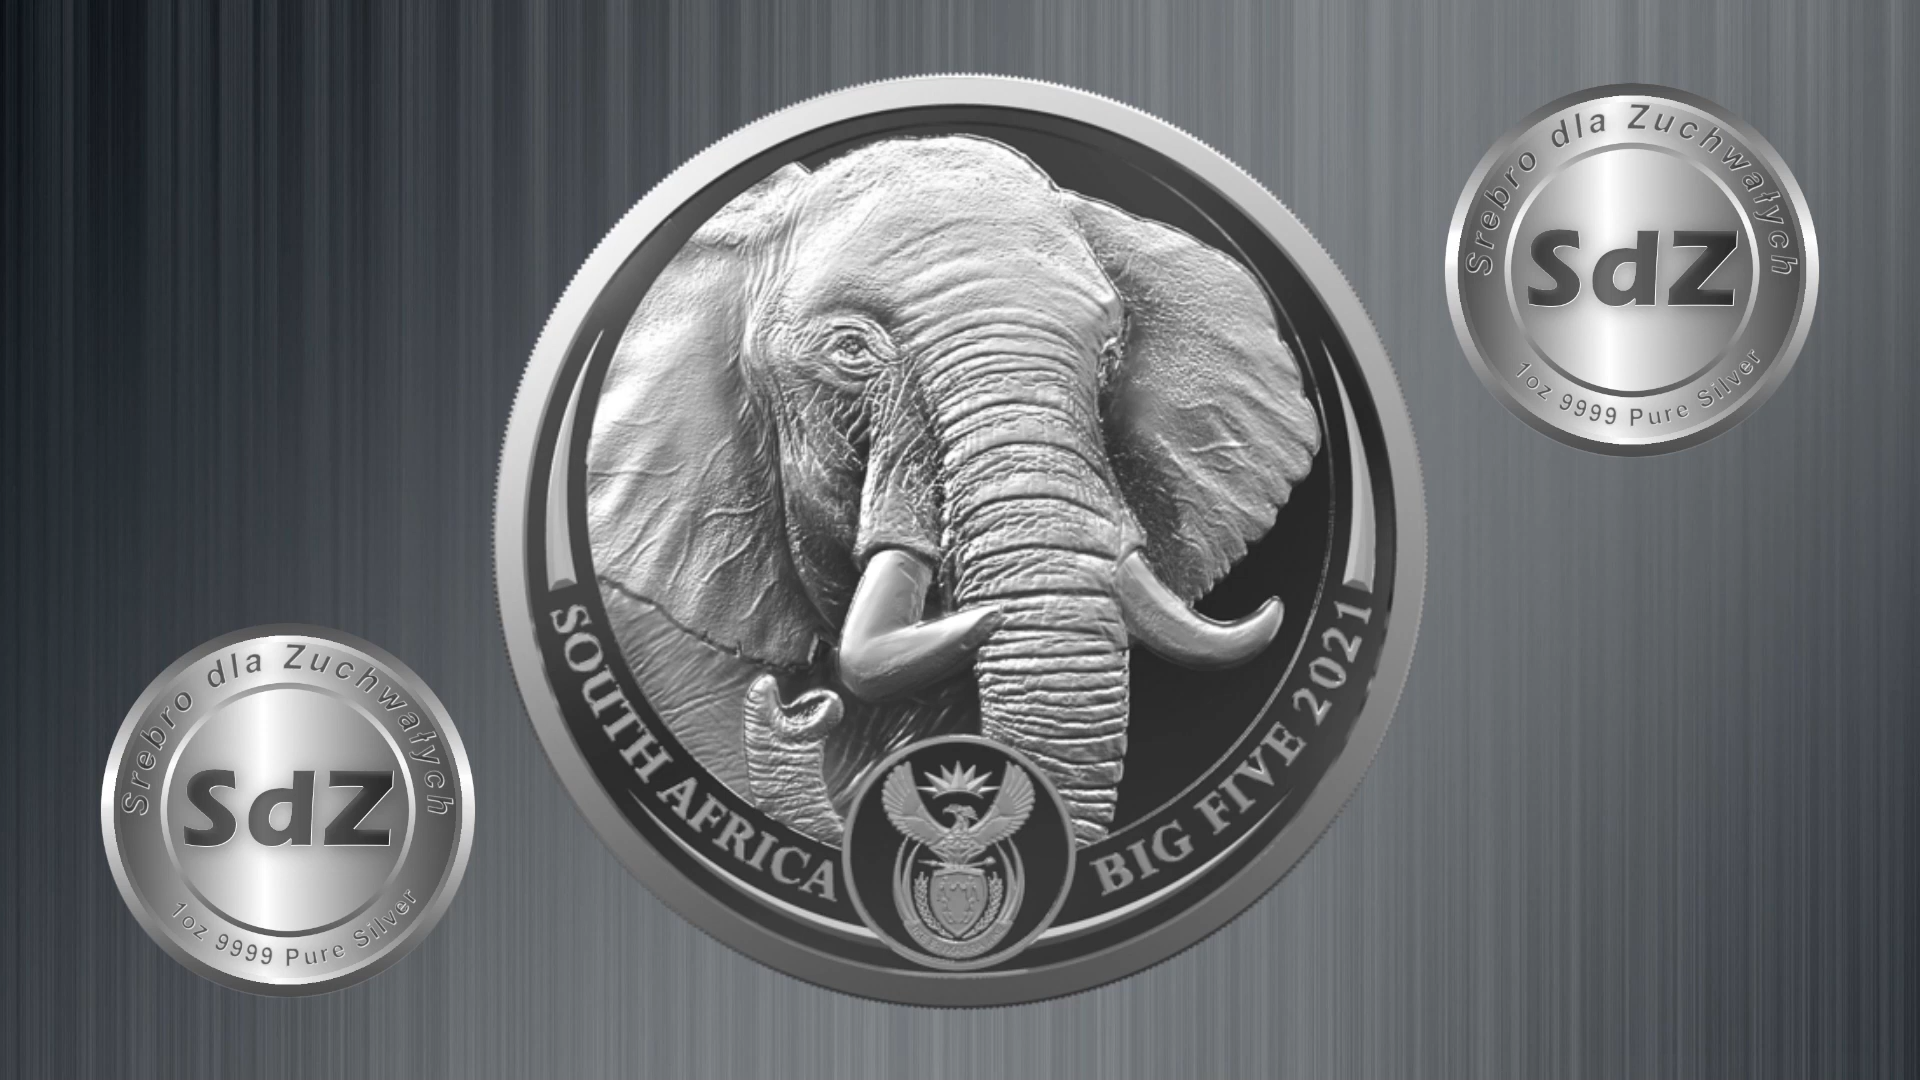 SOUTH AFRICA
BIG FIVE 2021
Srebro dla Zuchwałych
SdZ
1oz 9999 Pure Silver
Srebro dla Zuchwałych
SdZ
1oz 9999 Pure Silver